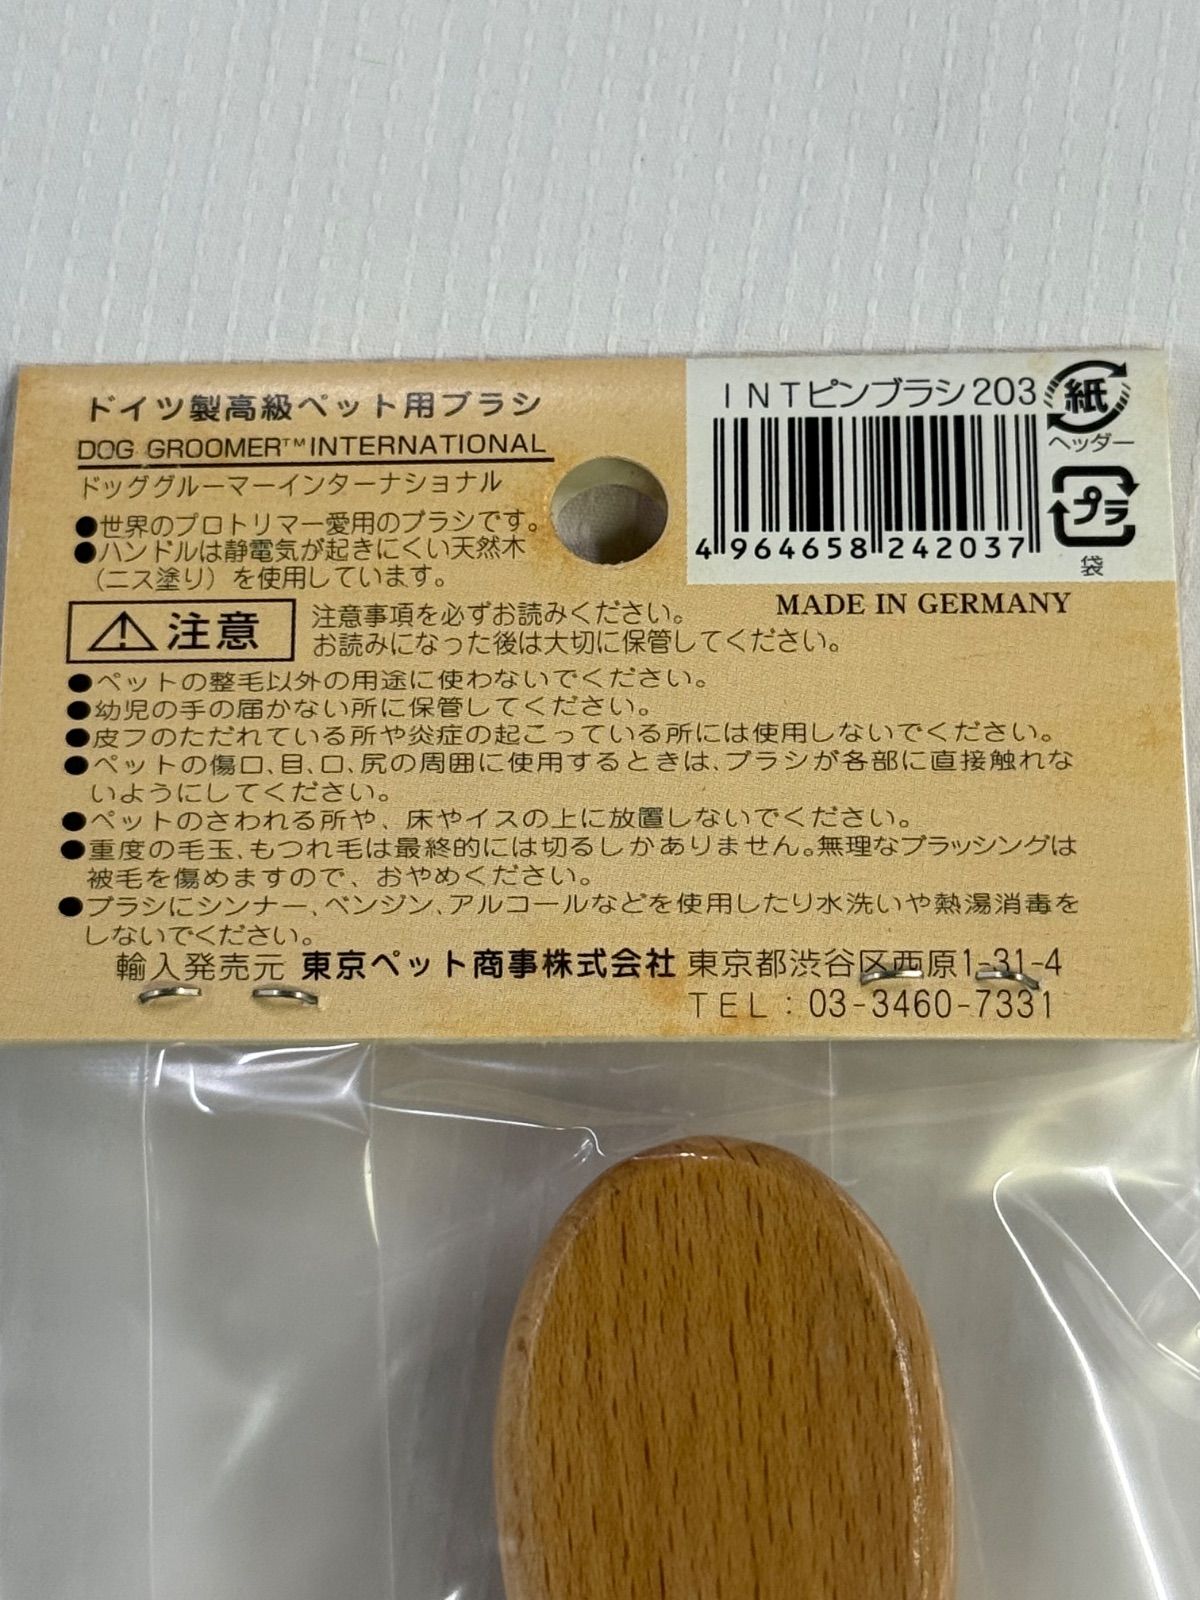 ドイツ製高級ペット用ブラシ
DOG GROOMER™INTERNATIONAL
ドッググルーマーインターナショナル
●世界のプロトリマー愛用のブラシです。
●ハンドルは静電気が起きにくい天然木
（ニス塗り）を使用しています。
INTピンブラシ203
4964658242037
紙
ヘッダー
プラ
袋
MADE IN GERMANY
注意
注意事項を必ずお読みください。
お読みになった後は大切に保管してください。
●ペットの整毛以外の用途に使わないでください。
●幼児の手の届かない所に保管してください。
●皮フのただれている所や炎症の起こっている所には使用しないでください。
●ペットの傷口、目、口、尻の周囲に使用するときは、ブラシが各部に直接触れな
いようにしてください。
●ペットのさわれる所や、床やイスの上に放置しないでください。
●重度の毛玉、もつれ毛は最終的には切るしかありません。無理なブラッシングは
被毛を傷めますので、おやめください。
●ブラシにシンナー、ベンジン、アルコールなどを使用したり水洗いや熱湯消毒を
しないでください。
輸入発売元 東京ペット商事株式会社 東京都渋谷区西原1-31-4
TEL：03-3460-7331